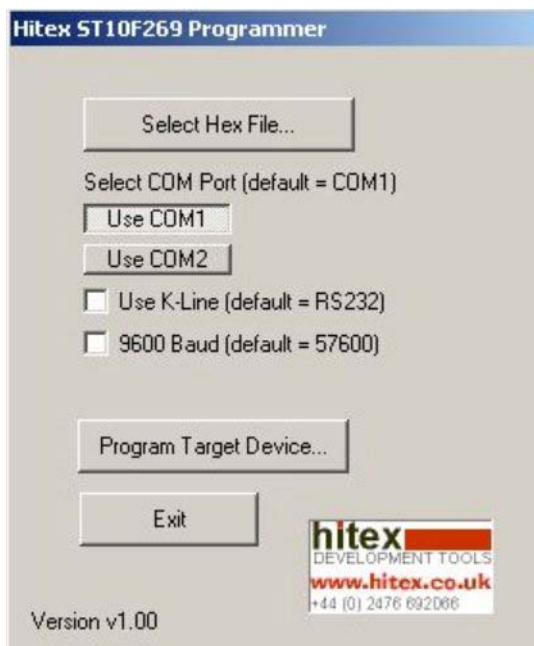 Hitex ST10F269 Programmer
Select Hex File...
Select COM Port (default = COM1)
Use COM1
Use COM2
Use K-Line (default = RS232)
9600 Baud (default = 57600)
Program Target Device...
Exit
hitex
DEVELOPMENT TOOLS
www.hitex.co.uk
+44 (0) 2476 692066
Version v1.00